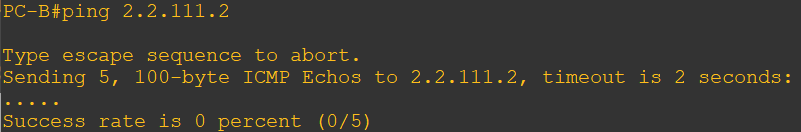 PC-B#ping 2.2.111.2
Type escape sequence to abort.
Sending 5, 100-byte ICMP Echos to 2.2.111.2, timeout is 2 seconds:
.....
Success rate is 0 percent (0/5)